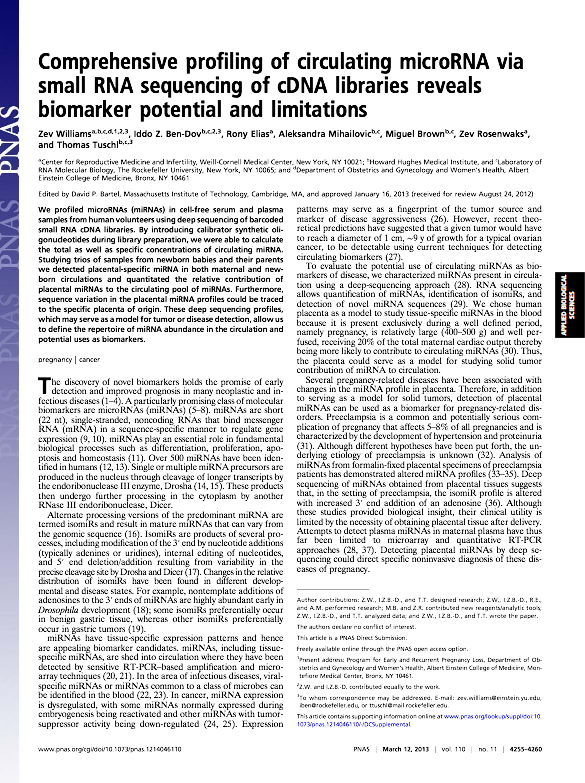 Comprehensive profiling of circulating microRNA via
small RNA sequencing of cDNA libraries reveals
biomarker potential and limitations
Zev Williamsa,b,c,d,1,2,3, Iddo Z. Ben-Dovb,c,2,3, Rony Eliasa, Aleksandra Mihailovicb,c, Miguel Brownb,c, Zev Rosenwaksa,
and Thomas Tuschlb,c,3
aCenter for Reproductive Medicine and Infertility, Weill-Cornell Medical Center, New York, NY 10021; bHoward Hughes Medical Institute, and cLaboratory of
RNA Molecular Biology, The Rockefeller University, New York, NY 10065; and dDepartment of Obstetrics and Gynecology and Women's Health, Albert
Einstein College of Medicine, Bronx, NY 10461
Edited by David P. Bartel, Massachusetts Institute of Technology, Cambridge, MA, and approved January 16, 2013 (received for review August 24, 2012)
We profiled microRNAs (miRNAs) in cell-free serum and plasma
samples from human volunteers using deep sequencing of barcoded
small RNA cDNA libraries. By introducing calibrator synthetic oli-
gonucleotides during library preparation, we were able to calculate
the total as well as specific concentrations of circulating miRNA.
Studying trios of samples from newborn babies and their parents
we detected placental-specific miRNA in both maternal and new-
born circulations and quantitated the relative contribution of
placental miRNAs to the circulating pool of miRNAs. Furthermore,
sequence variation in the placental miRNA profiles could be traced
to the specific placenta of origin. These deep sequencing profiles,
which may serve as a model for tumor or disease detection, allow us
to define the repertoire of miRNA abundance in the circulation and
potential uses as biomarkers.
pregnancy | cancer
The discovery of novel biomarkers holds the promise of early
detection and improved prognosis in many neoplastic and in-
fectious diseases (1–4). A particularly promising class of molecular
biomarkers are microRNAs (miRNAs) (5–8). miRNAs are short
(22 nt), single-stranded, noncoding RNAs that bind messenger
RNA (mRNA) in a sequence-specific manner to regulate gene
expression (9, 10). miRNAs play an essential role in fundamental
biological processes such as differentiation, proliferation, apo-
ptosis and homeostasis (11). Over 500 miRNAs have been iden-
tified in humans (12, 13). Single or multiple miRNA precursors are
produced in the nucleus through cleavage of longer transcripts by
the endoribonuclease III enzyme, Drosha (14, 15). These products
then undergo further processing in the cytoplasm by another
RNase III endoribonuclease, Dicer.
Alternate processing versions of the predominant miRNA are
termed isomiRs and result in mature miRNAs that can vary from
the genomic sequence (16). IsomiRs are products of several pro-
cesses, including modification of the 3′ end by nucleotide additions
(typically adenines or uridines), internal editing of nucleotides,
and 5′ end deletion/addition resulting from variability in the
precise cleavage site by Drosha and Dicer (17). Changes in the relative
distribution of isomiRs have been found in different develop-
mental and disease states. For example, nontemplate additions of
adenosines to the 3′ ends of miRNAs are highly abundant early in
Drosophila development (18); some isomiRs preferentially occur
in benign gastric tissue, whereas other isomiRs preferentially
occur in gastric tumors (19).
miRNAs have tissue-specific expression patterns and hence
are appealing biomarker candidates. miRNAs, including tissue-
specific miRNAs, are shed into circulation where they have been
detected by sensitive RT-PCR–based amplification and micro-
array techniques (20, 21). In the area of infectious diseases, viral-
specific miRNAs or miRNAs common to a class of microbes can
be identified in the blood (22, 23). In cancer, miRNA expression
is dysregulated, with some miRNAs normally expressed during
embryogenesis being reactivated and other miRNAs with tumor-
suppressor activity being down-regulated (24, 25). Expression
patterns may serve as a fingerprint of the tumor source and
marker of disease aggressiveness (26). However, recent theo-
retical predictions have suggested that a given tumor would have
to reach a diameter of 1 cm, ∼9 y of growth for a typical ovarian
cancer, to be detectable using current techniques for detecting
circulating biomarkers (27).
To evaluate the potential use of circulating miRNAs as bio-
markers of disease, we characterized miRNAs present in circula-
tion using a deep-sequencing approach (28). RNA sequencing
allows quantification of miRNAs, identification of isomiRs, and
detection of novel miRNA sequences (29). We chose human
placenta as a model to study tissue-specific miRNAs in the blood
because it is present exclusively during a well defined period,
namely pregnancy, is relatively large (400–500 g) and well per-
fused, receiving 20% of the total maternal cardiac output thereby
being more likely to contribute to circulating miRNAs (30). Thus,
the placenta could serve as a model for studying solid tumor
contribution of miRNA to circulation.
Several pregnancy-related diseases have been associated with
changes in the miRNA profile in placenta. Therefore, in addition
to serving as a model for solid tumors, detection of placental
miRNAs can be used as a biomarker for pregnancy-related dis-
orders. Preeclampsia is a common and potentially serious com-
plication of pregnancy that affects 5–8% of all pregnancies and is
characterized by the development of hypertension and proteinuria
(31). Although different hypotheses have been put forth, the un-
derlying etiology of preeclampsia is unknown (32). Analysis of
miRNAs from formalin-fixed placental specimens of preeclampsia
patients has demonstrated altered miRNA profiles (33–35). Deep
sequencing of miRNAs obtained from placental tissues suggests
that, in the setting of preeclampsia, the isomiR profile is altered
with increased 3′ end addition of an adenosine (36). Although
these studies provided biological insight, their clinical utility is
limited by the necessity of obtaining placental tissue after delivery.
Attempts to detect plasma miRNAs in maternal plasma have thus
far been limited to microarray and quantitative RT-PCR
approaches (28, 37). Detecting placental miRNAs by deep se-
quencing could direct specific noninvasive diagnosis of these dis-
eases of pregnancy.
Author contributions: Z.W., I.Z.B.-D., and T.T. designed research; Z.W., I.Z.B.-D., R.E.,
and A.M. performed research; M.B. and Z.R. contributed new reagents/analytic tools;
Z.W., I.Z.B.-D., and T.T. analyzed data; and Z.W., I.Z.B.-D., and T.T. wrote the paper.
The authors declare no conflict of interest.
This article is a PNAS Direct Submission.
Freely available online through the PNAS open access option.
1Present address: Program for Early and Recurrent Pregnancy Loss, Department of Ob-
stetrics and Gynecology and Women's Health, Albert Einstein College of Medicine, Mon-
tefiore Medical Center, Bronx, NY 10461.
2Z.W. and I.Z.B.-D. contributed equally to the work.
3To whom correspondence may be addressed. E-mail: zev.williams@einstein.yu.edu,
iben@rockefeller.edu, or ttuschl@mail.rockefeller.edu.
This article contains supporting information online at www.pnas.org/lookup/suppl/doi:10.
1073/pnas.1214046110/-/DCSupplemental.
APPLIED BIOLOGICAL
SCIENCES
PNAS
www.pnas.org/cgi/doi/10.1073/pnas.1214046110
PNAS | March 12, 2013 | vol. 110 | no. 11 | 4255–4260